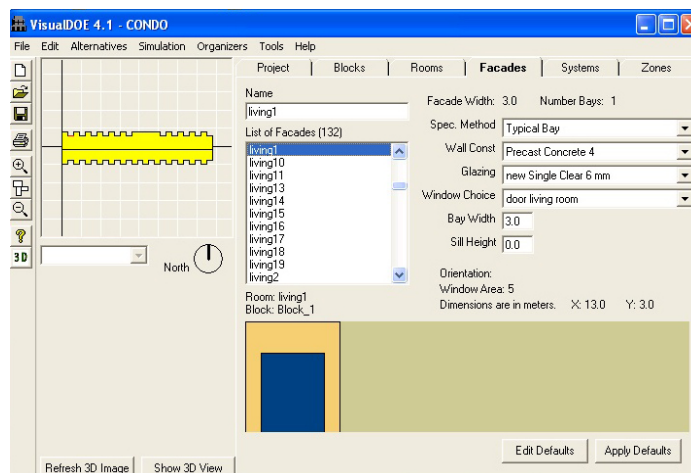 VisualDOE 4.1 - CONDO
File Edit Alternatives Simulation Organizers Tools Help
Project Blocks Rooms Facades Systems Zones
Name
living1
List of Facades (132)
living1
living10
living11
living13
living14
living15
living16
living17
living18
living19
living2
Room: living1
Block: Block_1
Facade Width: 3.0 Number Bays: 1
Spec. Method Typical Bay
Wall Const Precast Concrete 4
Glazing new Single Clear 6 mm
Window Choice door living room
Bay Width 3.0
Sill Height 0.0
Orientation:
Window Area: 5
Dimensions are in meters. X: 13.0 Y: 3.0
North
3D
Edit Defaults Apply Defaults
Refresh 3D Image Show 3D View